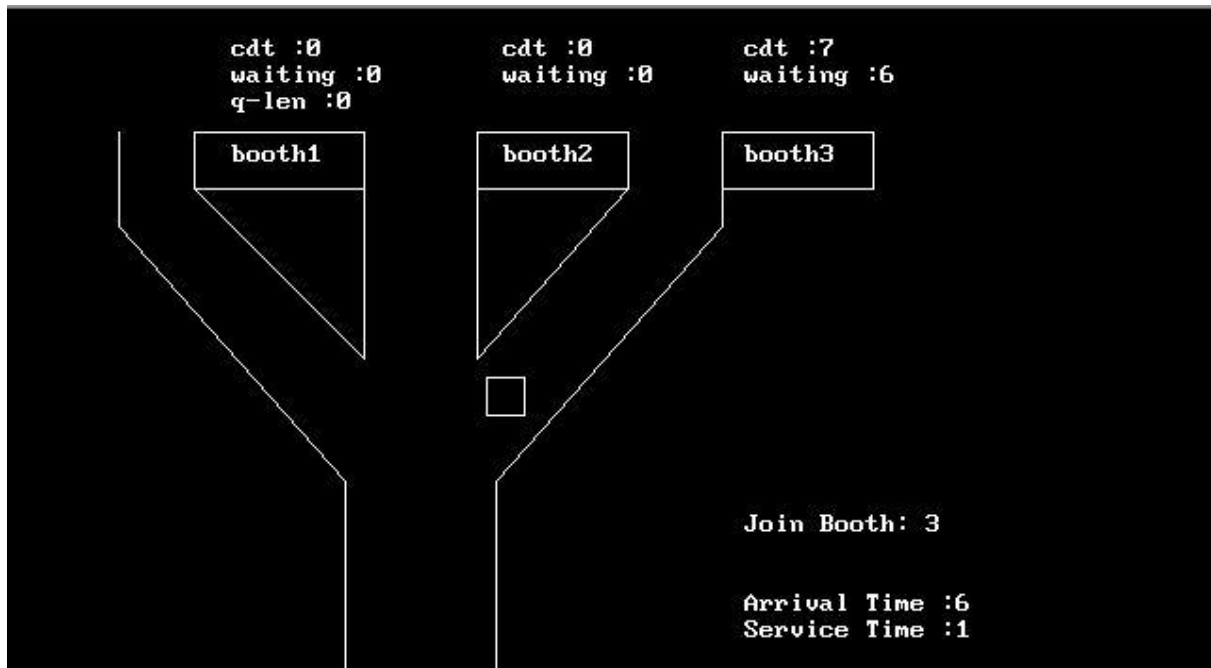 cdt :0
waiting :0
q-len :0
cdt :0
waiting :0
cdt :7
waiting :6
booth1
booth2
booth3
Join Booth: 3
Arrival Time :6
Service Time :1